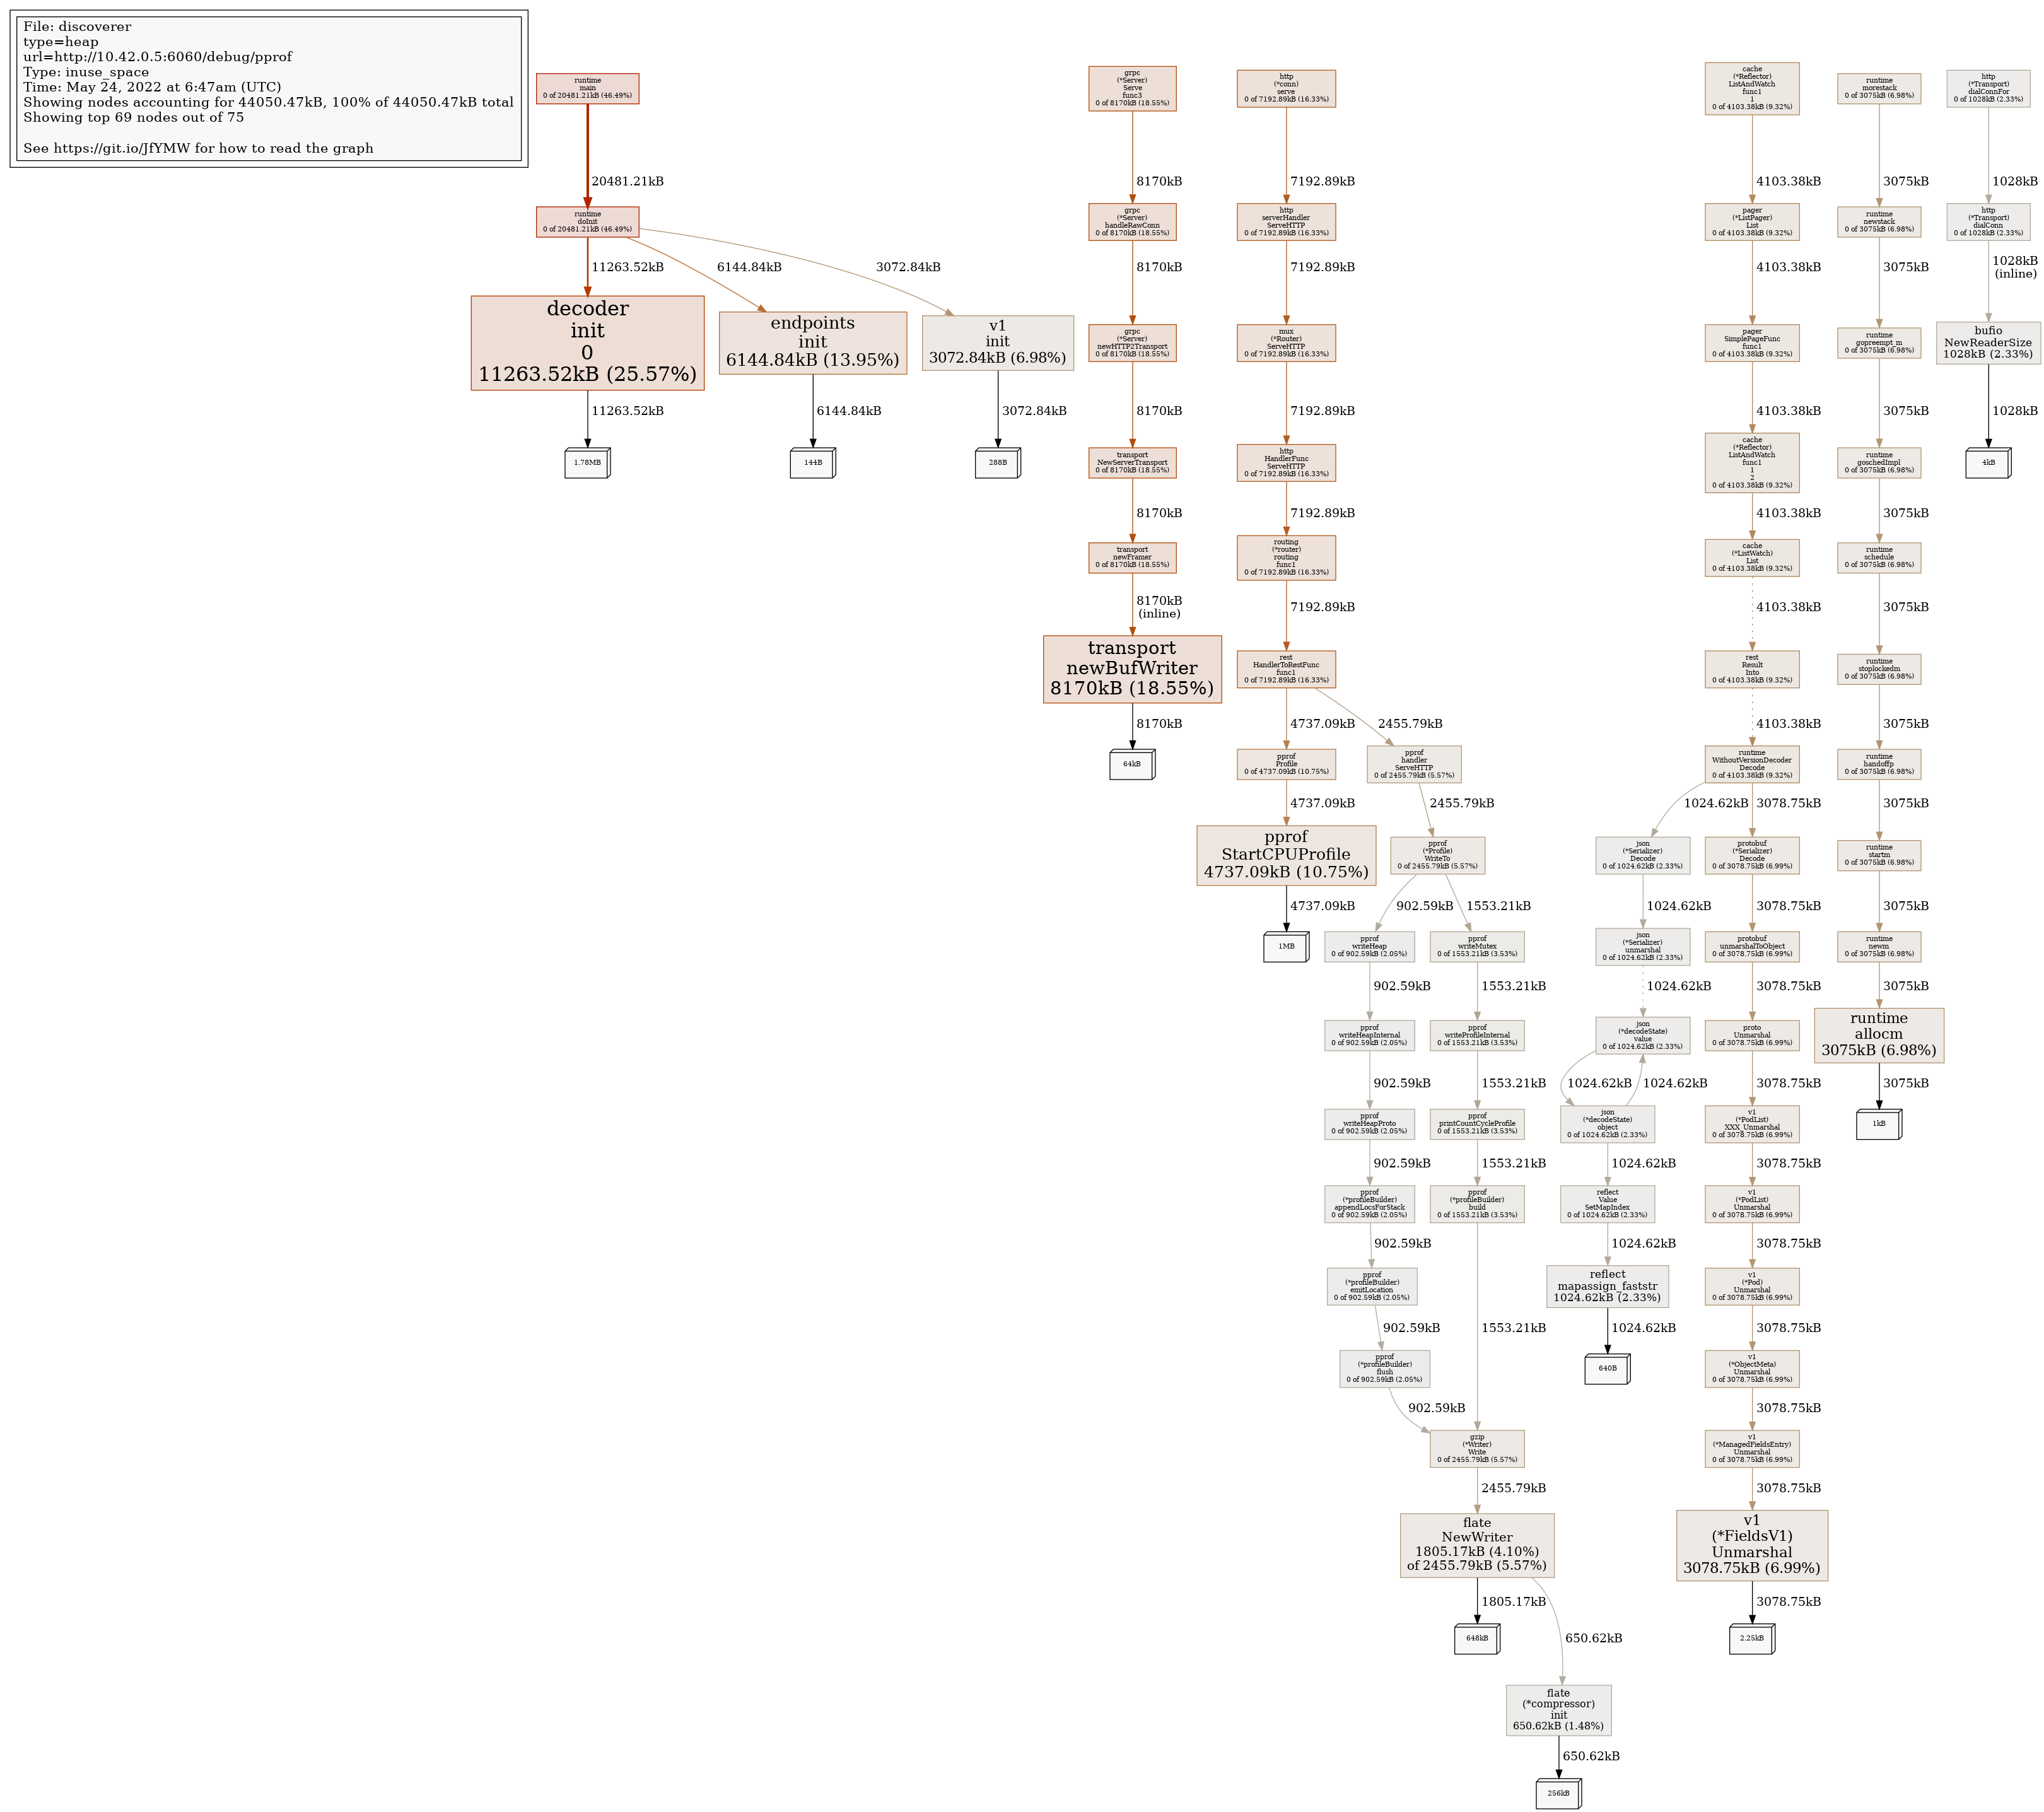 File: discoverer
type=heap
url=http://10.42.0.5:6060/debug/pprof
Type: inuse_space
Time: May 24, 2022 at 6:47am (UTC)
Showing nodes accounting for 44050.47kB, 100% of 44050.47kB total
Showing top 69 nodes out of 75
See https://git.io/JfYMW for how to read the graph
runtime
main
0 of 20481.21kB (46.49%)
20481.21kB
runtime
doInit
0 of 20481.21kB (46.49%)
11263.52kB
6144.84kB
3072.84kB
decoder
init
0
11263.52kB (25.57%)
11263.52kB
1.78MB
endpoints
init
6144.84kB (13.95%)
6144.84kB
144B
v1
init
3072.84kB (6.98%)
3072.84kB
288B
grpc
(*Server)
Serve
func3
0 of 8170kB (18.55%)
8170kB
grpc
(*Server)
handleRawConn
0 of 8170kB (18.55%)
8170kB
grpc
(*Server)
newHTTP2Transport
0 of 8170kB (18.55%)
8170kB
transport
NewServerTransport
0 of 8170kB (18.55%)
8170kB
transport
newFramer
0 of 8170kB (18.55%)
8170kB
(inline)
transport
newBufWriter
8170kB (18.55%)
8170kB
64kB
http
(*conn)
serve
0 of 7192.89kB (16.33%)
7192.89kB
http
serverHandler
ServeHTTP
0 of 7192.89kB (16.33%)
7192.89kB
mux
(*Router)
ServeHTTP
0 of 7192.89kB (16.33%)
7192.89kB
http
HandlerFunc
ServeHTTP
0 of 7192.89kB (16.33%)
7192.89kB
routing
(*router)
routing
func1
0 of 7192.89kB (16.33%)
7192.89kB
rest
HandlerToRestFunc
func1
0 of 7192.89kB (16.33%)
4737.09kB
2455.79kB
pprof
Profile
0 of 4737.09kB (10.75%)
4737.09kB
pprof
StartCPUProfile
4737.09kB (10.75%)
4737.09kB
1MB
pprof
handler
ServeHTTP
0 of 2455.79kB (5.57%)
2455.79kB
pprof
(*Profile)
WriteTo
0 of 2455.79kB (5.57%)
902.59kB
1553.21kB
pprof
writeHeap
0 of 902.59kB (2.05%)
902.59kB
pprof
writeHeapInternal
0 of 902.59kB (2.05%)
902.59kB
pprof
writeHeapProto
0 of 902.59kB (2.05%)
902.59kB
pprof
(*profileBuilder)
appendLocsForStack
0 of 902.59kB (2.05%)
902.59kB
pprof
(*profileBuilder)
emitLocation
0 of 902.59kB (2.05%)
902.59kB
pprof
(*profileBuilder)
flush
0 of 902.59kB (2.05%)
902.59kB
pprof
writeMutex
0 of 1553.21kB (3.53%)
1553.21kB
pprof
writeProfileInternal
0 of 1553.21kB (3.53%)
1553.21kB
pprof
printCountCycleProfile
0 of 1553.21kB (3.53%)
1553.21kB
pprof
(*profileBuilder)
build
0 of 1553.21kB (3.53%)
1553.21kB
gzip
(*Writer)
Write
0 of 2455.79kB (5.57%)
2455.79kB
flate
NewWriter
1805.17kB (4.10%)
of 2455.79kB (5.57%)
1805.17kB
648kB
650.62kB
flate
(*compressor)
init
650.62kB (1.48%)
650.62kB
256kB
cache
(*Reflector)
ListAndWatch
func1
1
0 of 4103.38kB (9.32%)
4103.38kB
pager
(*ListPager)
List
0 of 4103.38kB (9.32%)
4103.38kB
pager
SimplePageFunc
func1
0 of 4103.38kB (9.32%)
4103.38kB
cache
(*Reflector)
ListAndWatch
func1
1
2
0 of 4103.38kB (9.32%)
4103.38kB
cache
(*ListWatch)
List
0 of 4103.38kB (9.32%)
4103.38kB
rest
Result
Into
0 of 4103.38kB (9.32%)
4103.38kB
runtime
WithoutVersionDecoder
Decode
0 of 4103.38kB (9.32%)
1024.62kB
3078.75kB
json
(*Serializer)
Decode
0 of 1024.62kB (2.33%)
1024.62kB
json
(*Serializer)
unmarshal
0 of 1024.62kB (2.33%)
1024.62kB
json
(*decodeState)
value
0 of 1024.62kB (2.33%)
1024.62kB
1024.62kB
json
(*decodeState)
object
0 of 1024.62kB (2.33%)
1024.62kB
reflect
Value
SetMapIndex
0 of 1024.62kB (2.33%)
1024.62kB
reflect
mapassign_faststr
1024.62kB (2.33%)
1024.62kB
640B
protobuf
(*Serializer)
Decode
0 of 3078.75kB (6.99%)
3078.75kB
protobuf
unmarshalToObject
0 of 3078.75kB (6.99%)
3078.75kB
proto
Unmarshal
0 of 3078.75kB (6.99%)
3078.75kB
v1
(*PodList)
XXX_Unmarshal
0 of 3078.75kB (6.99%)
3078.75kB
v1
(*PodList)
Unmarshal
0 of 3078.75kB (6.99%)
3078.75kB
v1
(*Pod)
Unmarshal
0 of 3078.75kB (6.99%)
3078.75kB
v1
(*ObjectMeta)
Unmarshal
0 of 3078.75kB (6.99%)
3078.75kB
v1
(*ManagedFieldsEntry)
Unmarshal
0 of 3078.75kB (6.99%)
3078.75kB
v1
(*FieldsV1)
Unmarshal
3078.75kB (6.99%)
3078.75kB
2.25kB
runtime
morestack
0 of 3075kB (6.98%)
3075kB
runtime
newstack
0 of 3075kB (6.98%)
3075kB
runtime
gopreempt_m
0 of 3075kB (6.98%)
3075kB
runtime
goschedImpl
0 of 3075kB (6.98%)
3075kB
runtime
schedule
0 of 3075kB (6.98%)
3075kB
runtime
stoplockedm
0 of 3075kB (6.98%)
3075kB
runtime
handoffp
0 of 3075kB (6.98%)
3075kB
runtime
startm
0 of 3075kB (6.98%)
3075kB
runtime
newm
0 of 3075kB (6.98%)
3075kB
runtime
allocm
3075kB (6.98%)
3075kB
1kB
http
(*Transport)
dialConnFor
0 of 1028kB (2.33%)
1028kB
http
(*Transport)
dialConn
0 of 1028kB (2.33%)
1028kB
(inline)
bufio
NewReaderSize
1028kB (2.33%)
1028kB
4kB